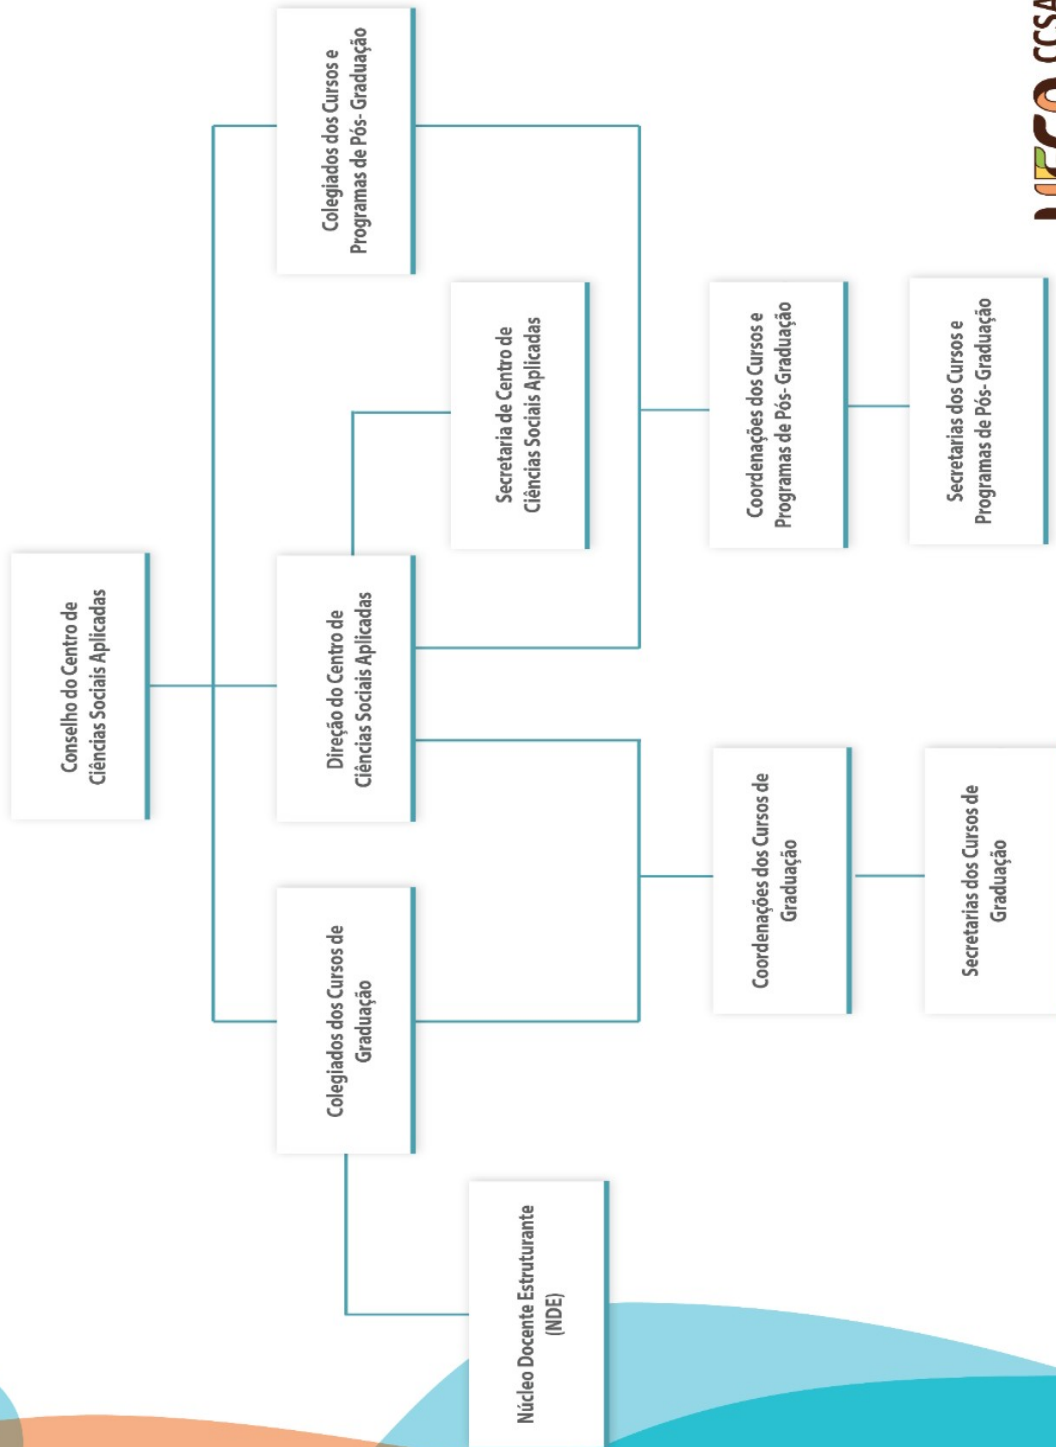 Conselho do Centro de
Ciências Sociais Aplicadas
Colegiados dos Cursos de
Graduação
Direção do Centro de
Ciências Sociais Aplicadas
Colegiados dos Cursos e
Programas de Pós- Graduação
Núcleo Docente Estruturante
(NDE)
Secretaria de Centro de
Ciências Sociais Aplicadas
Coordenações dos Cursos de
Graduação
Coordenações dos Cursos e
Programas de Pós- Graduação
Secretarias dos Cursos de
Graduação
Secretarias dos Cursos e
Programas de Pós- Graduação
CCSA